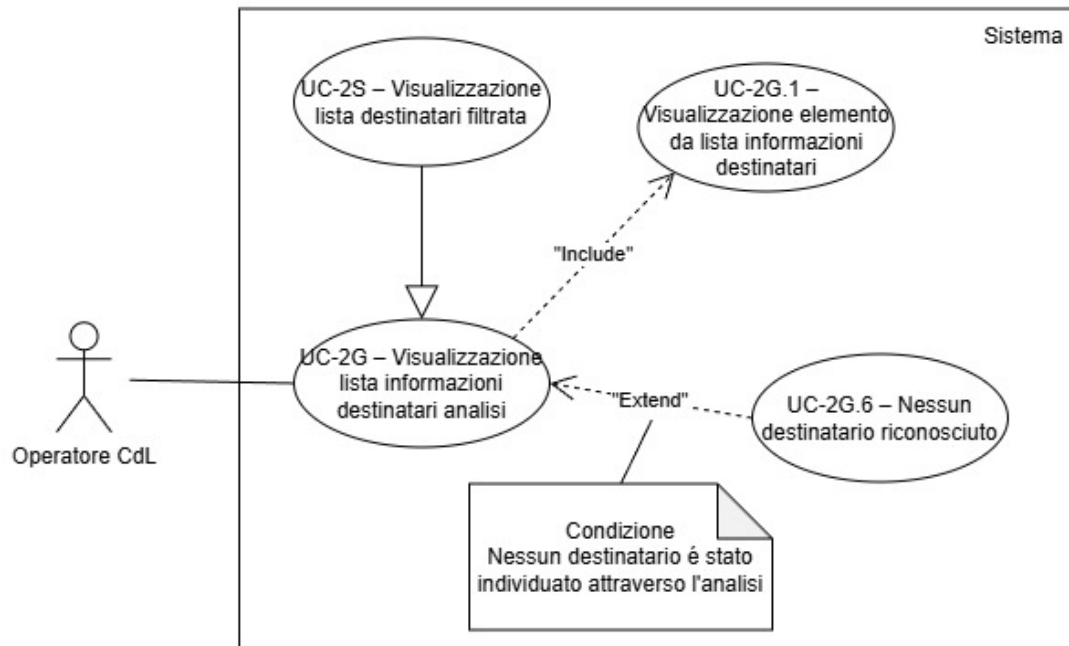 Sistema
UC-2S – Visualizzazione
lista destinatari filtrata
UC-2G.1 –
Visualizzazione elemento
da lista informazioni
destinatari
"Include"
UC-2G – Visualizzazione
lista informazioni
destinatari analisi
"Extend"
UC-2G.6 – Nessun
destinatario riconosciuto
Operatore CdL
Condizione
Nessun destinatario é stato
individuato attraverso l'analisi